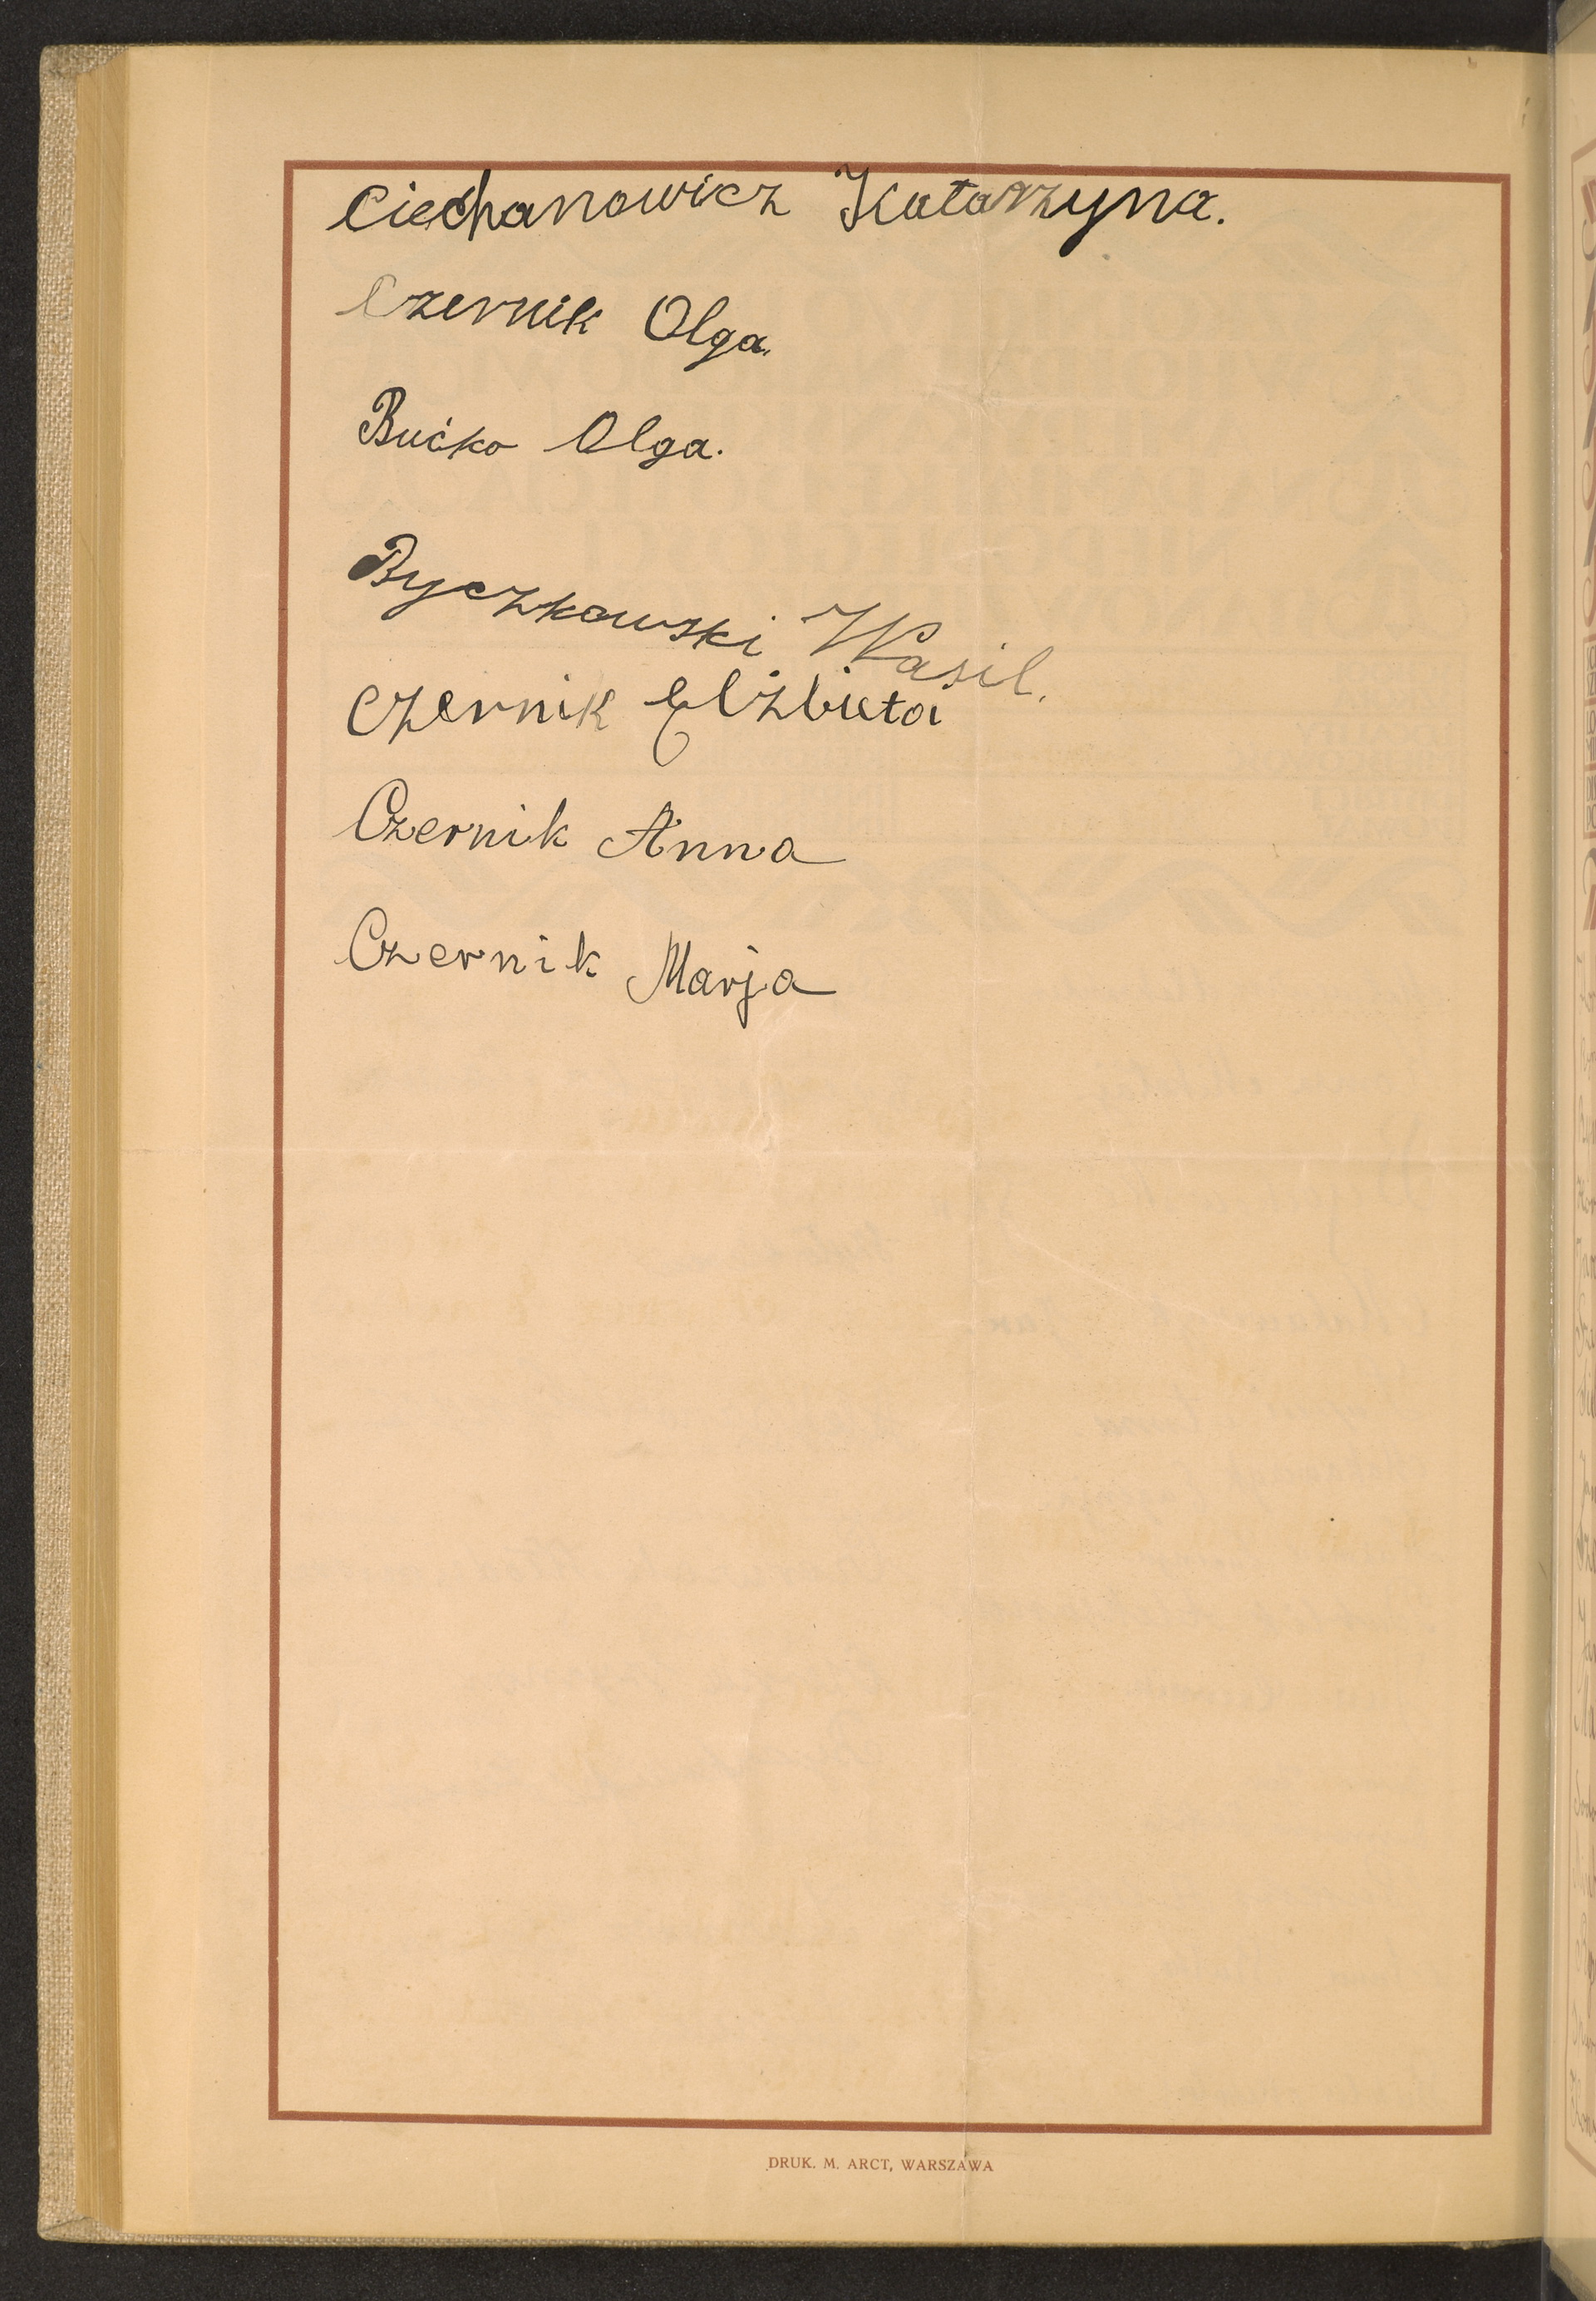 Ciechanowicz Katarzyna.
Czernik Olga.
Bućko Olga.
Byczkowski Wasil.
Czernik Elżbieta
Czernik Anna
Czernik Marja
DRUK. M. ARCT, WARSZAWA